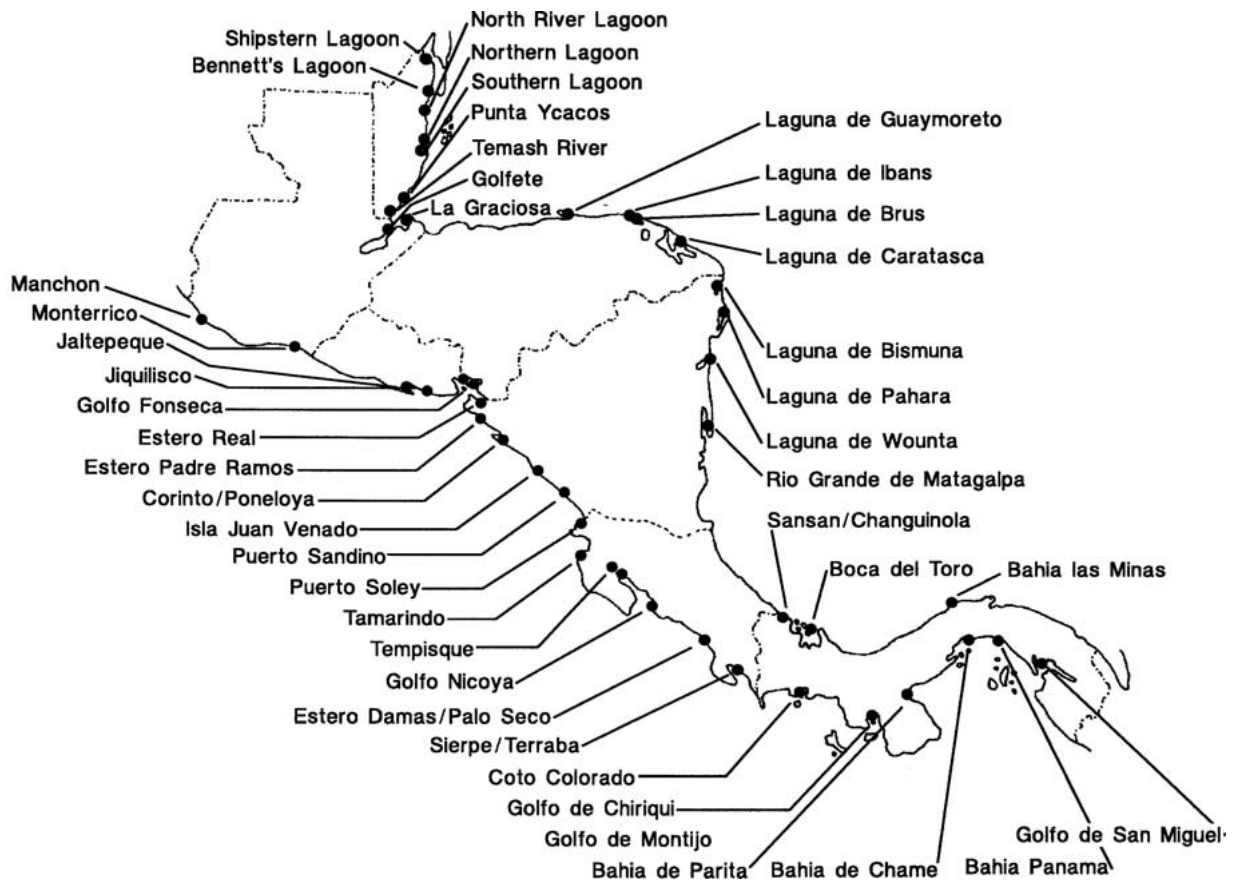 North River Lagoon
Shipstern Lagoon
Northern Lagoon
Bennett's Lagoon
Southern Lagoon
Punta Ycacos
Laguna de Guaymoreto
Temash River
Laguna de Ibans
Golfete
La Graciosa
Laguna de Brus
Laguna de Caratasca
Manchon
Monterrico
Jaltepeque
Laguna de Bismuna
Jiquilisco
Laguna de Pahara
Golfo Fonseca
Estero Real
Laguna de Wounta
Estero Padre Ramos
Rio Grande de Matagalpa
Corinto/Poneloya
Sansan/Changuinola
Isla Juan Venado
Puerto Sandino
Boca del Toro
Bahia las Minas
Puerto Soley
Tamarindo
Tempisque
Golfo Nicoya
Estero Damas/Palo Seco
Sierpe/Terraba
Coto Colorado
Golfo de Chiriqui
Golfo de Montijo
Golfo de San Miguel
Bahia de Parita
Bahia de Chame
Bahia Panama